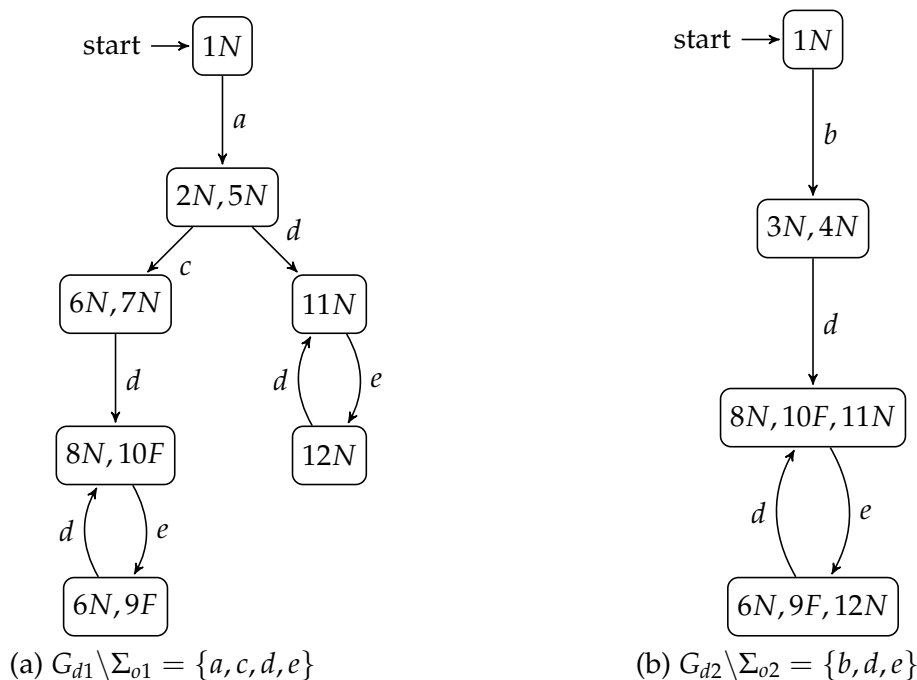 start
1N
a
2N, 5N
c
d
6N, 7N
11N
d
d
e
8N, 10F
12N
d
e
6N, 9F
(a) G_{d1}\Σ_{o1} = {a, c, d, e}
start
1N
b
3N, 4N
d
8N, 10F, 11N
d
e
6N, 9F, 12N
(b) G_{d2}\Σ_{o2} = {b, d, e}